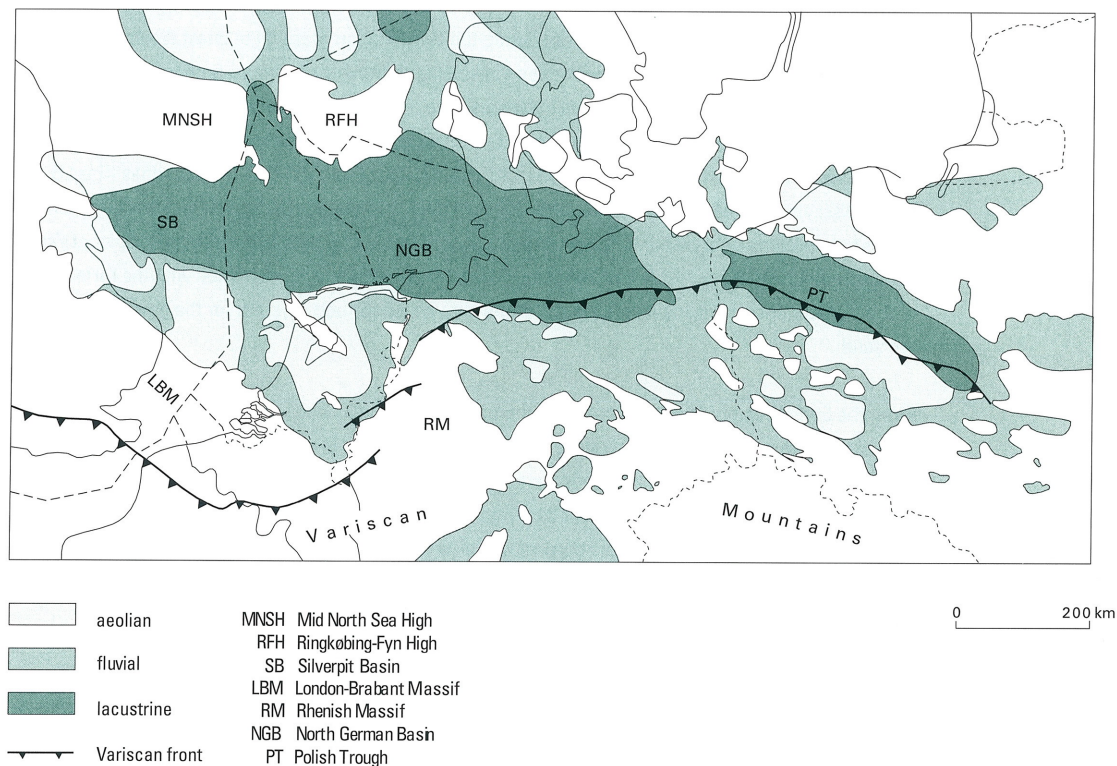 MNSH
RFH
SB
NGB
PT
LBM
RM
Variscan
Mountains
aeolian
fluvial
lacustrine
Variscan front
MNSH Mid North Sea High
RFH Ringkøbing-Fyn High
SB Silverpit Basin
LBM London-Brabant Massif
RM Rhenish Massif
NGB North German Basin
PT Polish Trough
0 200 km